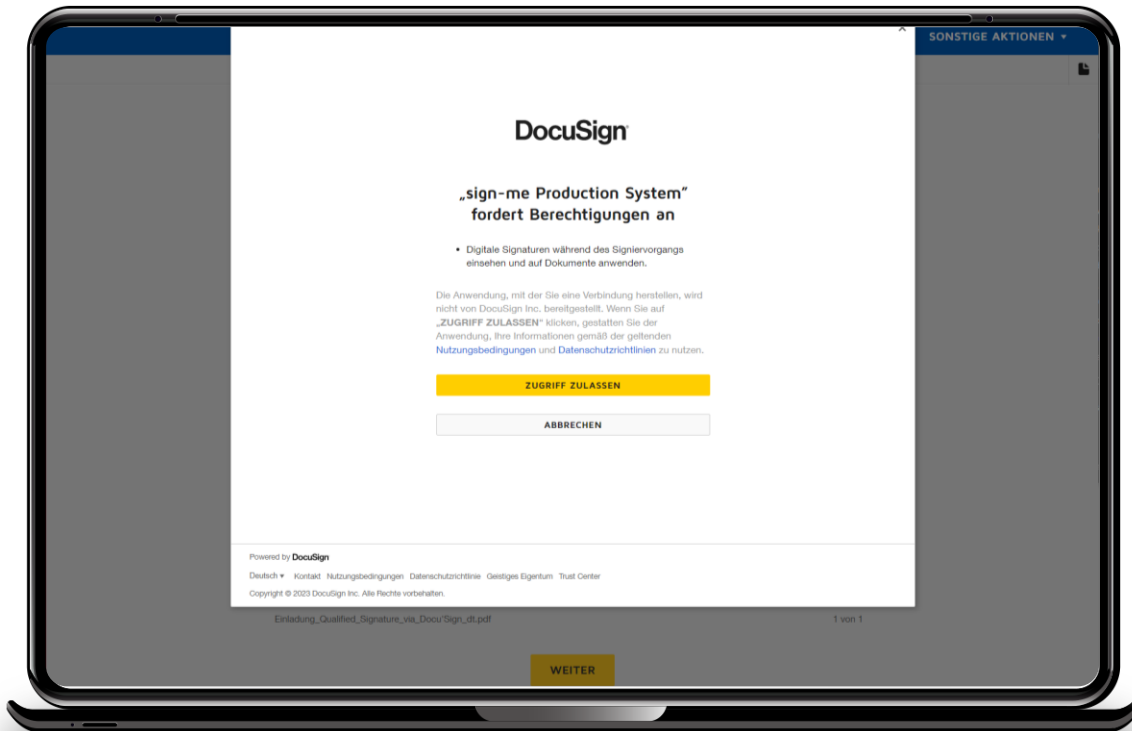 SONSTIGE AKTIONEN
DocuSign
„sign-me Production System"
fordert Berechtigungen an
• Digitale Signaturen während des Signiervorgangs
einsehen und auf Dokumente anwenden.
Die Anwendung, mit der Sie eine Verbindung herstellen, wird
nicht von DocuSign Inc. bereitgestellt. Wenn Sie auf
„ZUGRIFF ZULASSEN" klicken, gestatten Sie der
Anwendung, Ihre Informationen gemäß der geltenden
Nutzungsbedingungen und Datenschutzrichtlinien zu nutzen.
ZUGRIFF ZULASSEN
ABBRECHEN
Powered by DocuSign
Deutsch Kontakt Nutzungsbedingungen Datenschutzrichtlinie Geistiges Eigentum Trust Center
Copyright © 2023 DocuSign Inc. Alle Rechte vorbehalten.
Einladung_Qualified_Signature_via_Docu'Sign_dt.pdf 1 von 1
WEITER